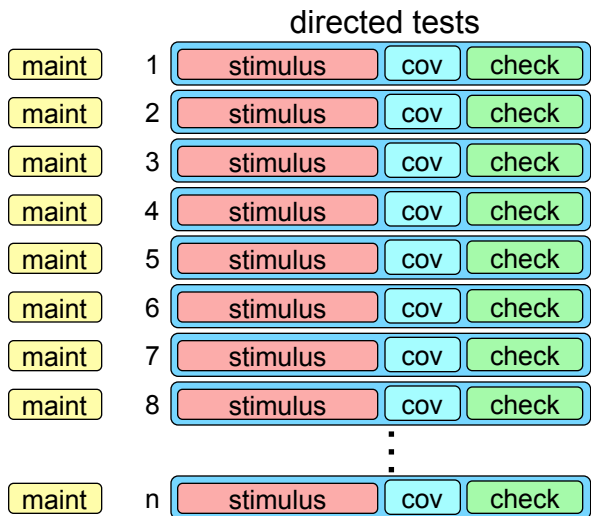 directed tests
maint 1 stimulus cov check
maint 2 stimulus cov check
maint 3 stimulus cov check
maint 4 stimulus cov check
maint 5 stimulus cov check
maint 6 stimulus cov check
maint 7 stimulus cov check
maint 8 stimulus cov check
maint n stimulus cov check